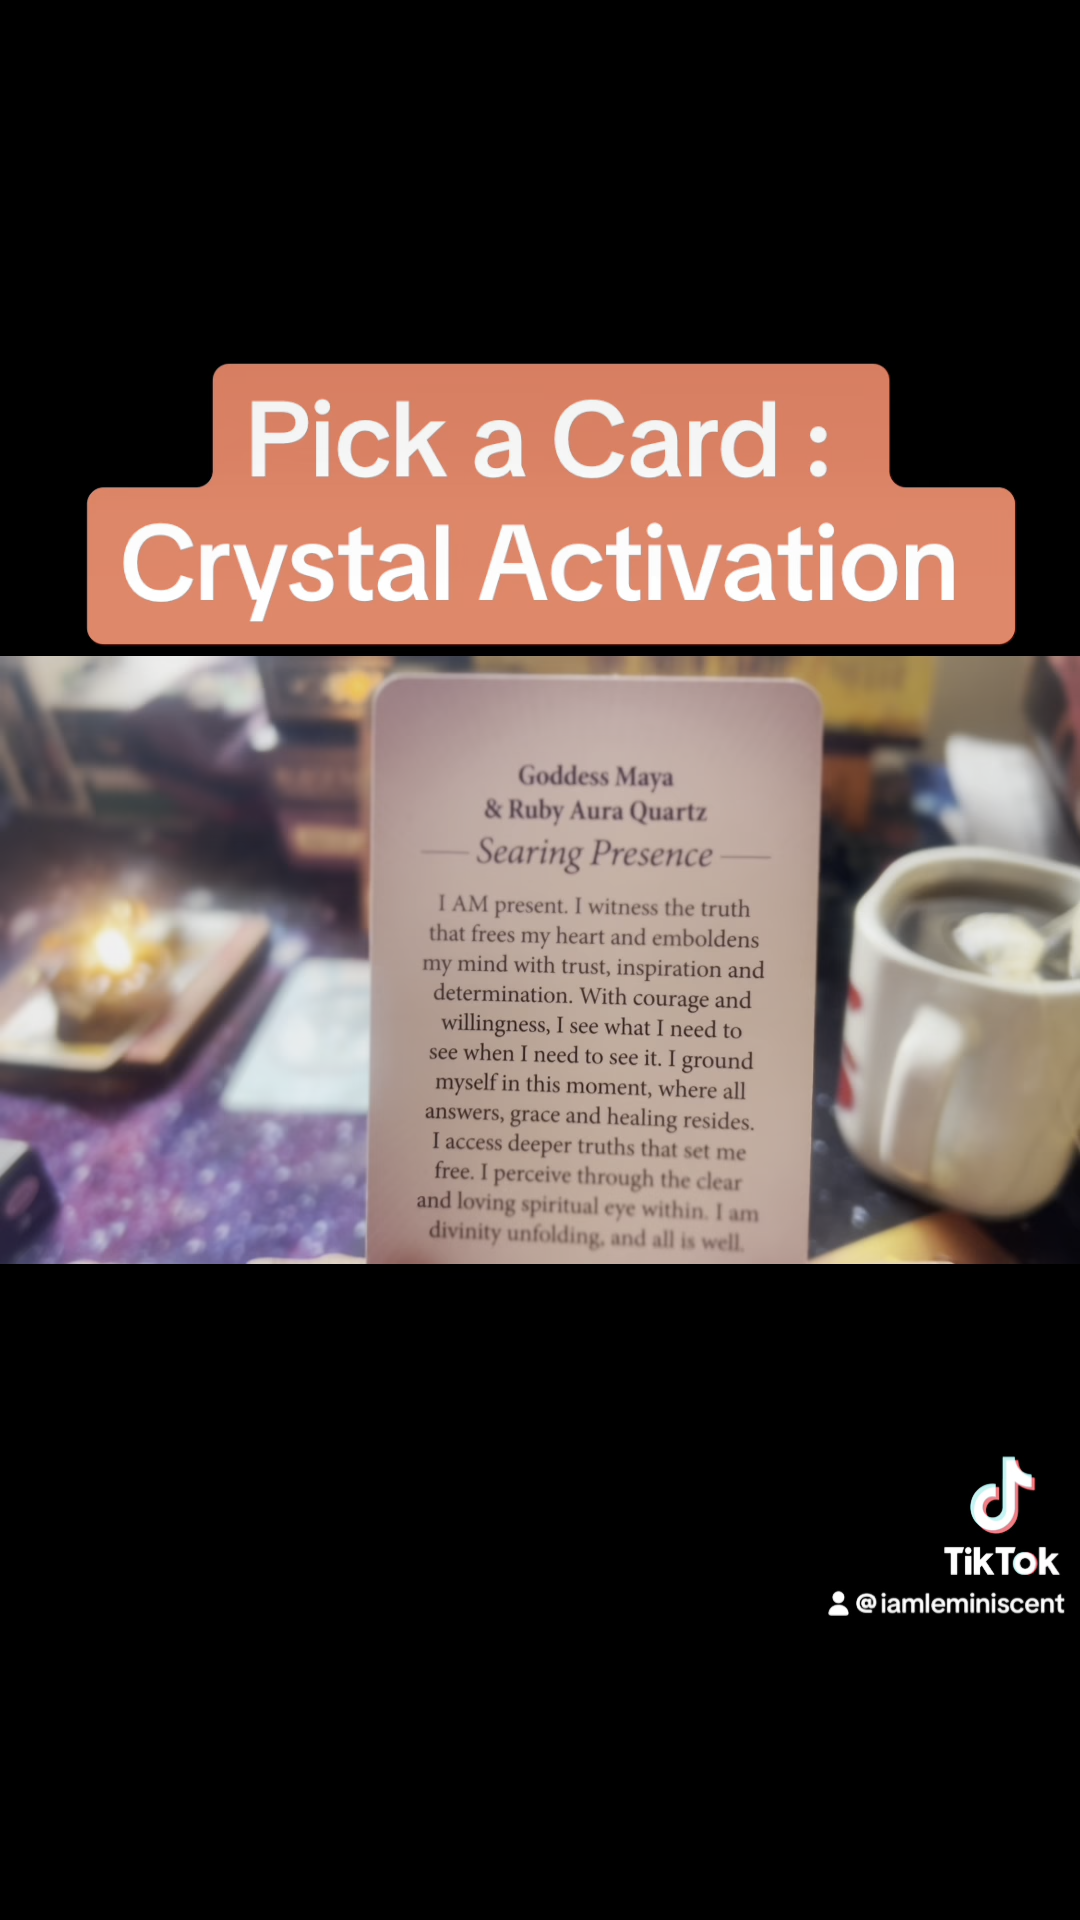 Pick a Card :
Crystal Activation
Goddess Maya
& Ruby Aura Quartz
Searing Presence
I AM present. I witness the truth
that frees my heart and emboldens
my mind with trust, inspiration and
determination. With courage and
willingness, I see what I need to
see when I need to see it. I ground
myself in this moment, where all
answers, grace and healing resides.
I access deeper truths that set me
free. I perceive through the clear
and loving spiritual eye within. I am
divinity unfolding, and all is well.
TikTok
@iamleminiscent